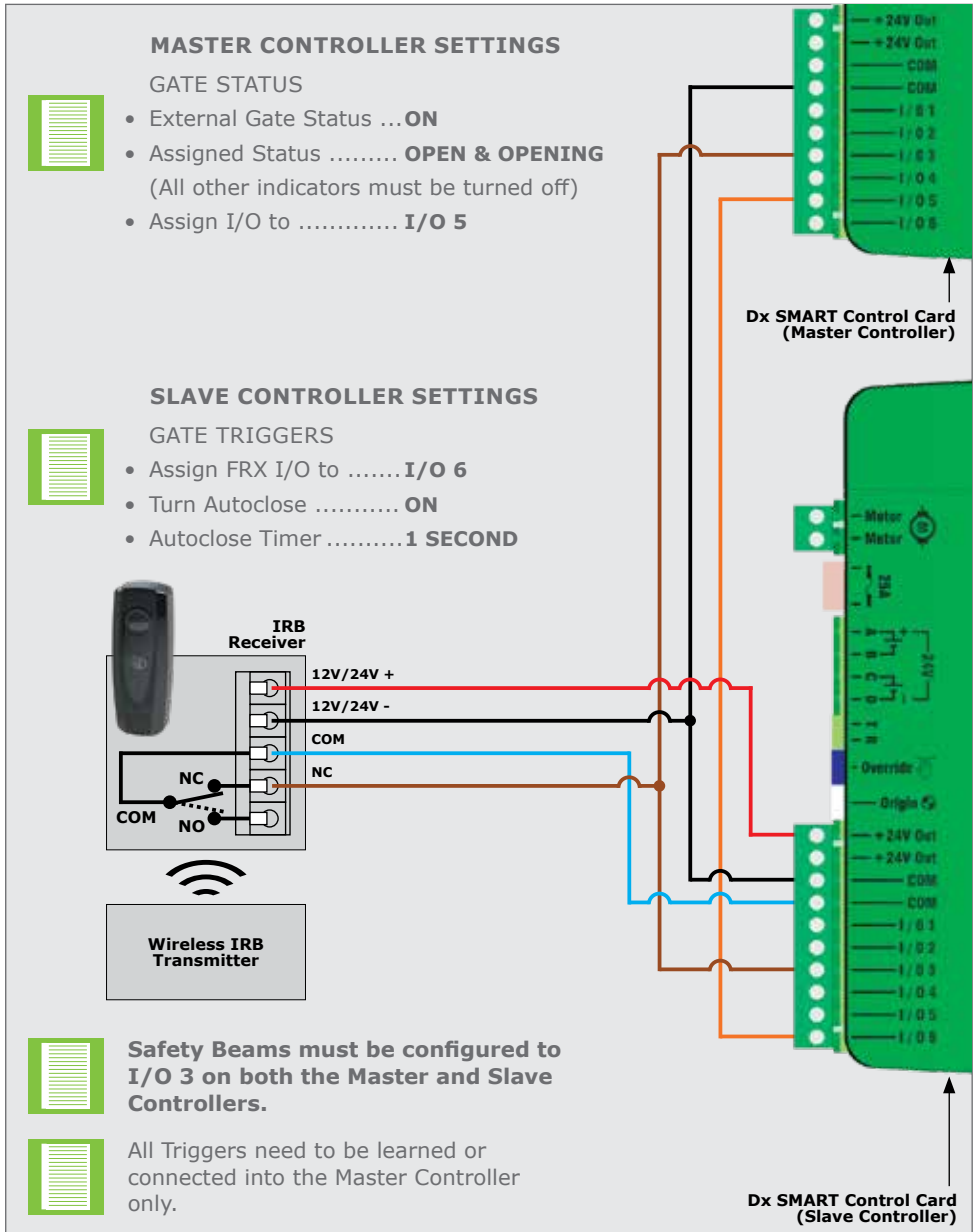 MASTER CONTROLLER SETTINGS
GATE STATUS
• External Gate Status ...ON
• Assigned Status ......... OPEN & OPENING
(All other indicators must be turned off)
• Assign I/O to ............. I/O 5
+24V Out
+24V Out
COM
COM
I/O 1
I/O 2
I/O 3
I/O 4
I/O 5
I/O 6
Dx SMART Control Card
(Master Controller)
SLAVE CONTROLLER SETTINGS
GATE TRIGGERS
• Assign FRX I/O to .......I/O 6
• Turn Autoclose ........... ON
• Autoclose Timer ..........1 SECOND
Motor
Motor
M
25A
A
B
C
D
+
24V
-
Override
Origin
+24V Out
+24V Out
COM
COM
I/O 1
I/O 2
I/O 3
I/O 4
I/O 5
I/O 6
IRB
Receiver
12V/24V +
12V/24V -
COM
NC
NC
COM
NO
Wireless IRB
Transmitter
Safety Beams must be configured to
I/O 3 on both the Master and Slave
Controllers.
All Triggers need to be learned or
connected into the Master Controller
only.
Dx SMART Control Card
(Slave Controller)